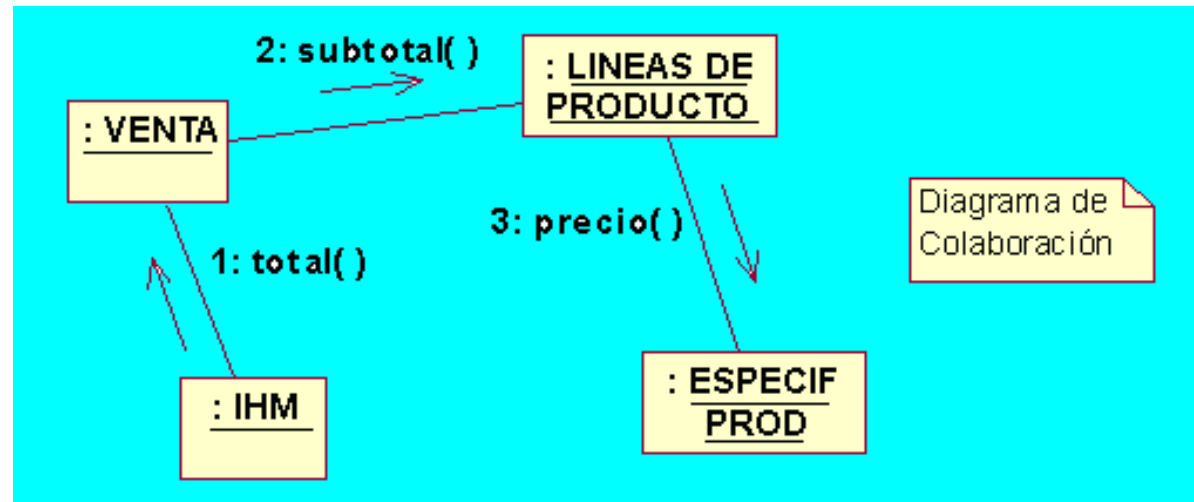 2: subtotal( )
: LINEAS DE
PRODUCTO
: VENTA
3: precio( )
Diagrama de
Colaboración
1: total( )
: ESPECIF
PROD
: IHM